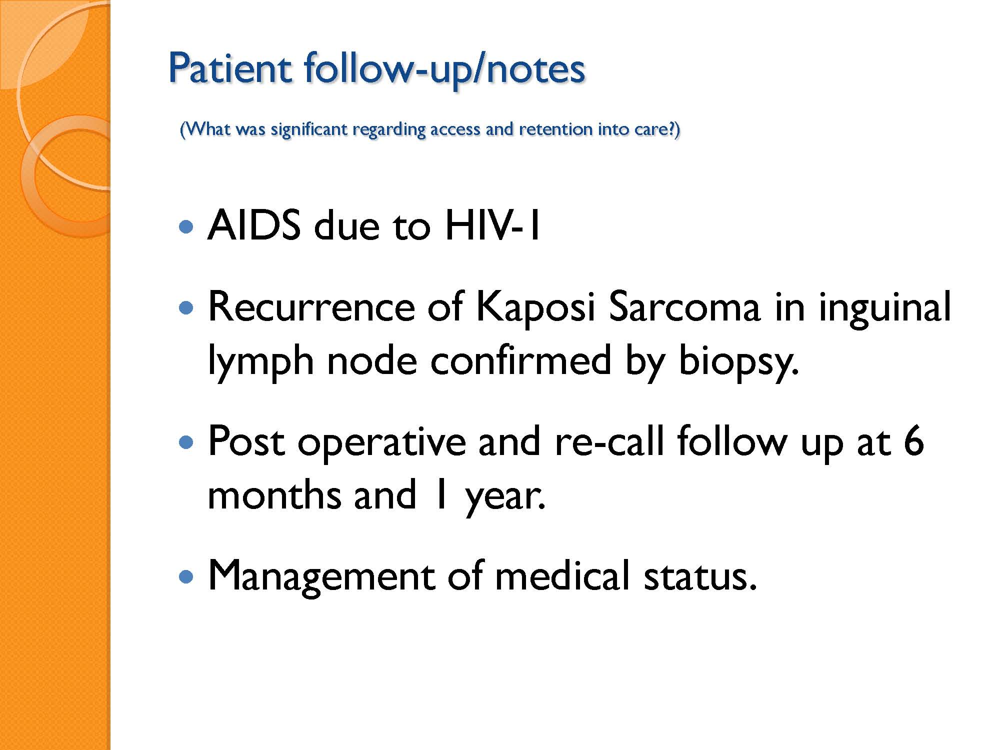 Patient follow-up/notes
(What was significant regarding access and retention into care?)
• AIDS due to HIV-1
• Recurrence of Kaposi Sarcoma in inguinal
lymph node confirmed by biopsy.
• Post operative and re-call follow up at 6
months and 1 year.
• Management of medical status.